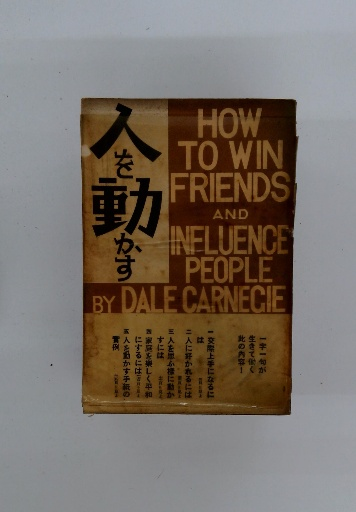 人を動かす
HOW
TO WIN
FRIENDS
AND
INFLUENCE
PEOPLE
BY DALE CARNEGIE
一字一句が
生きて働く
此の内容！
一 交際上手になるに
は
二 人に好かれるには
三 人を思ふ様に動か
すには
四 家庭を楽しく平和
にするには
五 人を動かす手紙の
実例